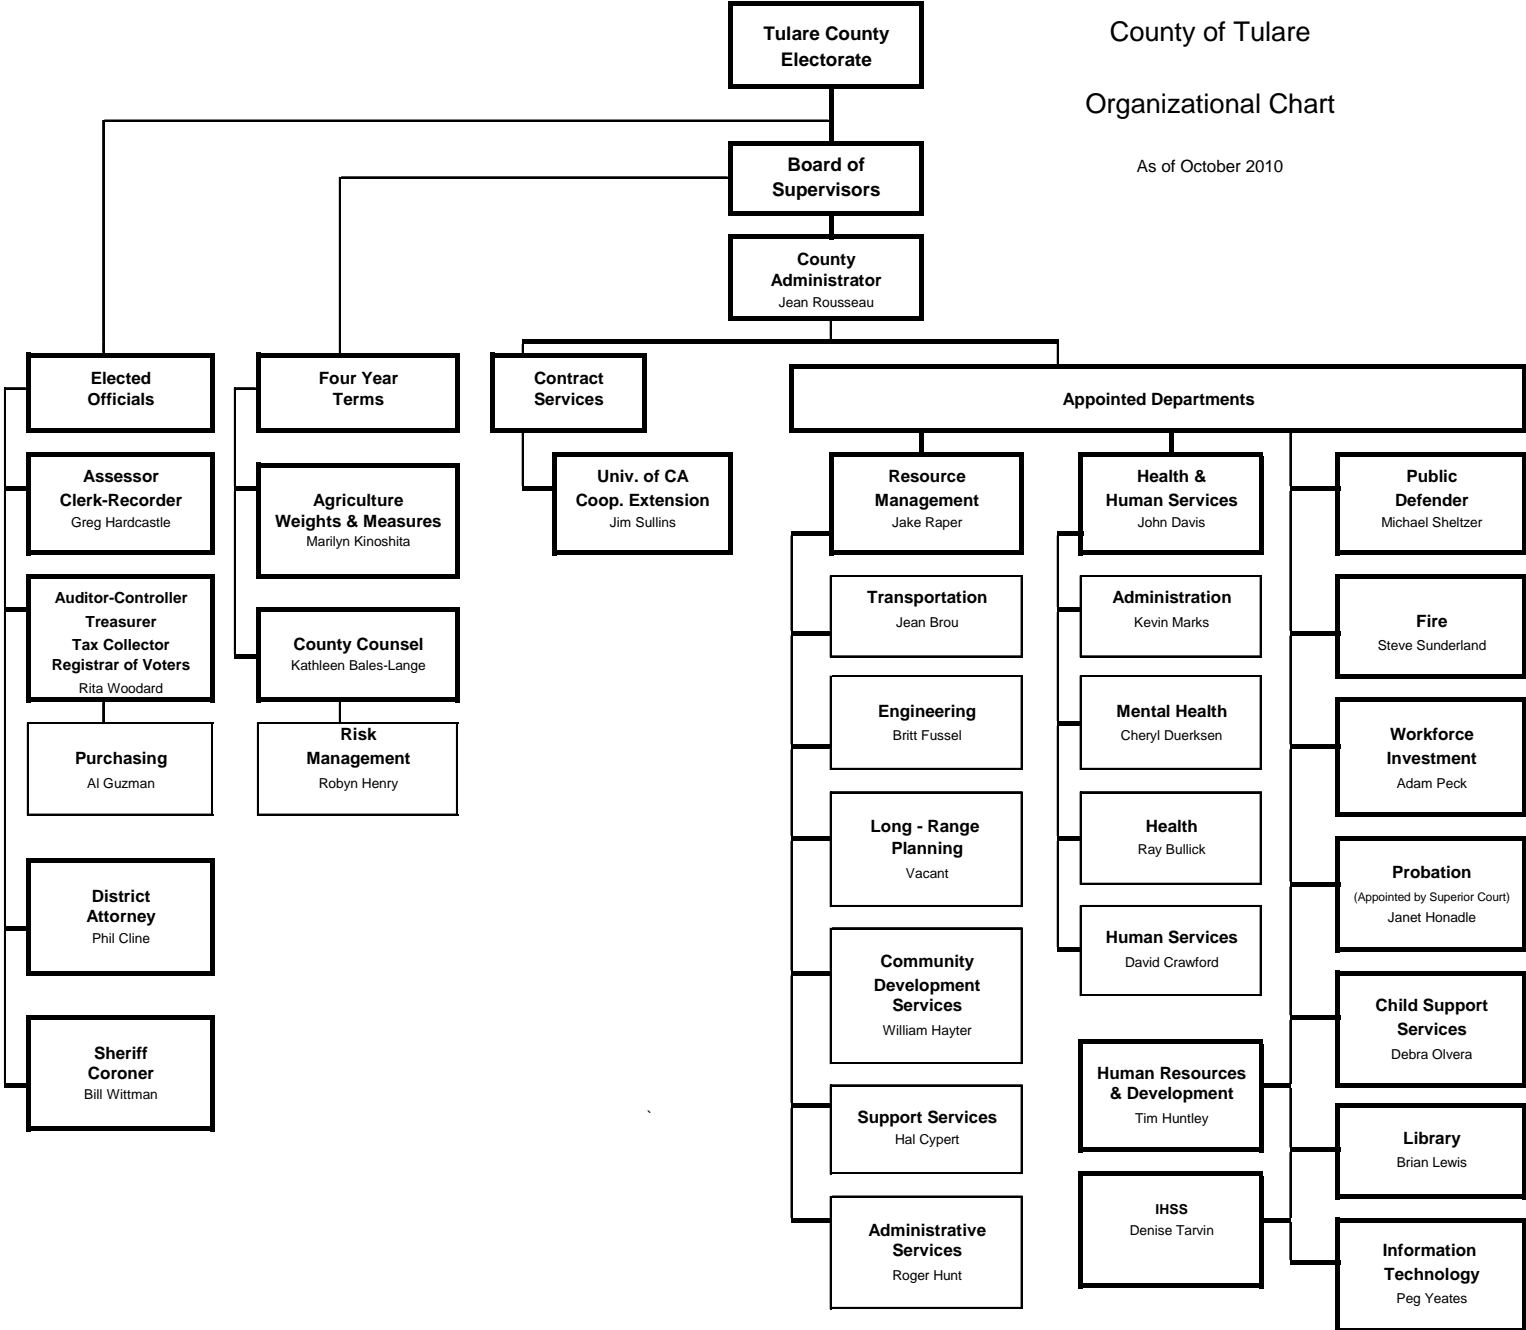 Tulare County
Electorate
County of Tulare
Organizational Chart
As of October 2010
Board of
Supervisors
County
Administrator
Jean Rousseau
Elected
Officials
Assessor
Clerk-Recorder
Greg Hardcastle
Auditor-Controller
Treasurer
Tax Collector
Registrar of Voters
Rita Woodard
Purchasing
Al Guzman
District
Attorney
Phil Cline
Sheriff
Coroner
Bill Wittman
Four Year
Terms
Agriculture
Weights & Measures
Marilyn Kinoshita
County Counsel
Kathleen Bales-Lange
Risk
Management
Robyn Henry
Contract
Services
Univ. of CA
Coop. Extension
Jim Sullins
Appointed Departments
Resource
Management
Jake Raper
Transportation
Jean Brou
Engineering
Britt Fussel
Long - Range
Planning
Vacant
Community
Development
Services
William Hayter
Support Services
Hal Cypert
Administrative
Services
Roger Hunt
Health &
Human Services
John Davis
Administration
Kevin Marks
Mental Health
Cheryl Duerksen
Health
Ray Bullick
Human Services
David Crawford
Human Resources
& Development
Tim Huntley
IHSS
Denise Tarvin
Public
Defender
Michael Sheltzer
Fire
Steve Sunderland
Workforce
Investment
Adam Peck
Probation
(Appointed by Superior Court)
Janet Honadle
Child Support
Services
Debra Olvera
Library
Brian Lewis
Information
Technology
Peg Yeates
`